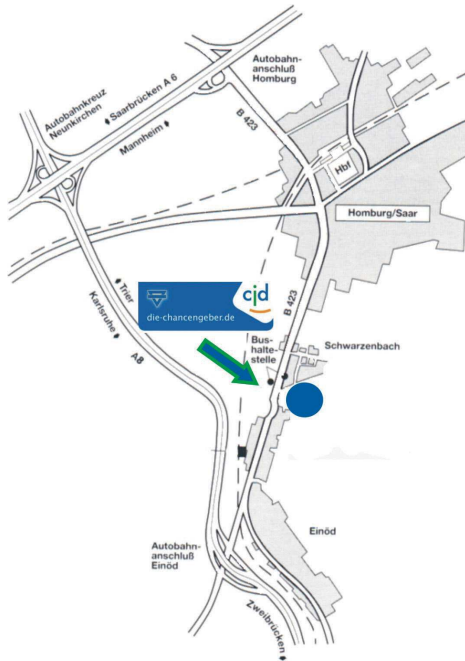 Autobahn-
anschluß
Homburg
Autobahnkreuz
Neunkirchen
Saarbrücken A 6
Mannheim
B 423
Hbf
Homburg/Saar
Trier
Karlsruhe
A8
cjd
die-chancengeber.de
B 423
Bus-
halte-
stelle
Schwarzenbach
Einöd
Autobahn-
anschluß
Einöd
Zweibrücken